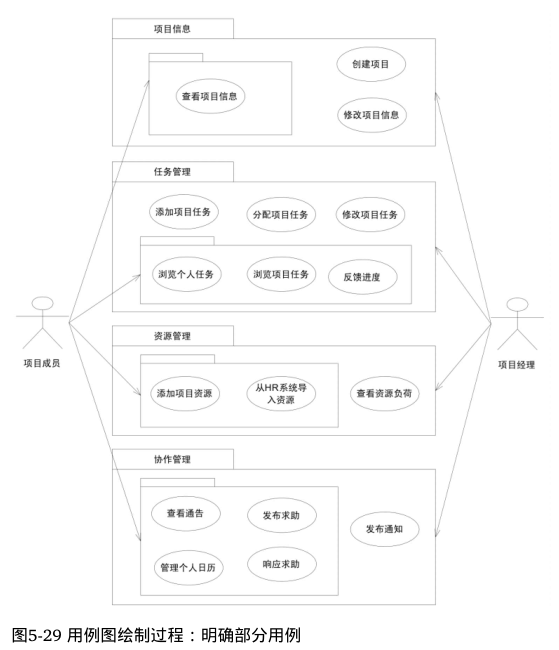 项目信息
创建项目
查看项目信息
修改项目信息
任务管理
添加项目任务
分配项目任务
修改项目任务
浏览个人任务
浏览项目任务
反馈进度
项目成员
项目经理
资源管理
添加项目资源
从HR系统导
入资源
查看资源负荷
协作管理
查看通告
发布求助
发布通知
管理个人日历
响应求助
图5-29 用例图绘制过程：明确部分用例